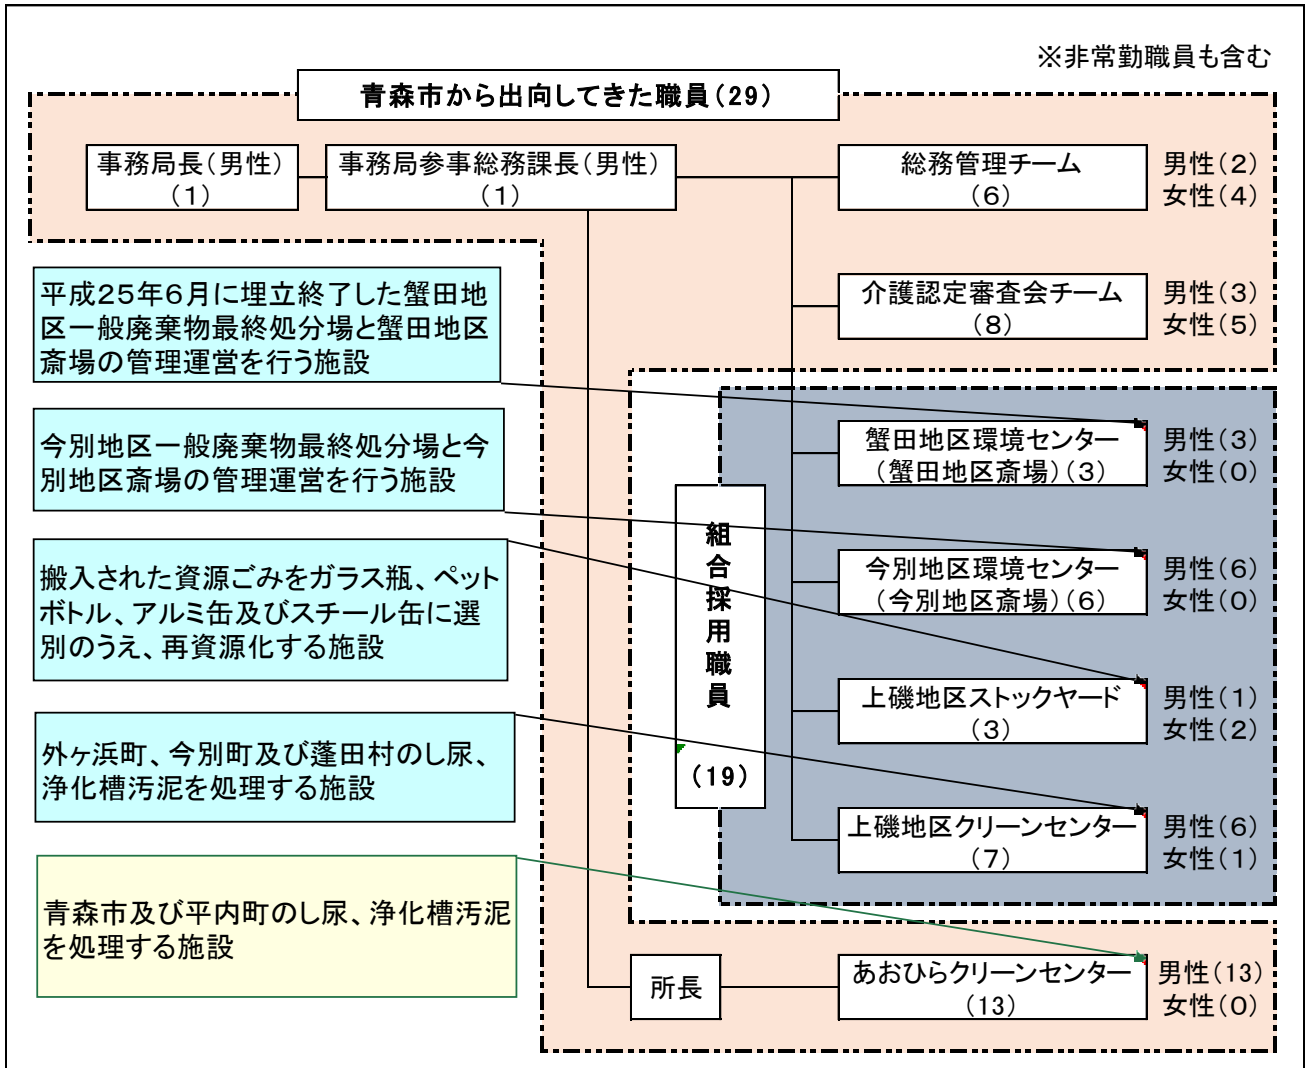 ※非常勤職員も含む
青森市から出向してきた職員（29）
事務局長（男性）
（1）
事務局参事総務課長（男性）
（1）
総務管理チーム
（6）
男性（2）
女性（4）
介護認定審査会チーム
（8）
男性（3）
女性（5）
平成25年6月に埋立終了した蟹田地
区一般廃棄物最終処分場と蟹田地区
斎場の管理運営を行う施設
今別地区一般廃棄物最終処分場と今
別地区斎場の管理運営を行う施設
搬入された資源ごみをガラス瓶、ペット
ボトル、アルミ缶及びスチール缶に選
別のうえ、再資源化する施設
外ヶ浜町、今別町及び蓬田村のし尿、
浄化槽汚泥を処理する施設
青森市及び平内町のし尿、浄化槽汚泥
を処理する施設
組合採用職員
（19）
蟹田地区環境センター
（蟹田地区斎場）（3）
男性（3）
女性（0）
今別地区環境センター
（今別地区斎場）（6）
男性（6）
女性（0）
上磯地区ストックヤード
（3）
男性（1）
女性（2）
上磯地区クリーンセンター
（7）
男性（6）
女性（1）
所長
あおひらクリーンセンター
（13）
男性（13）
女性（0）